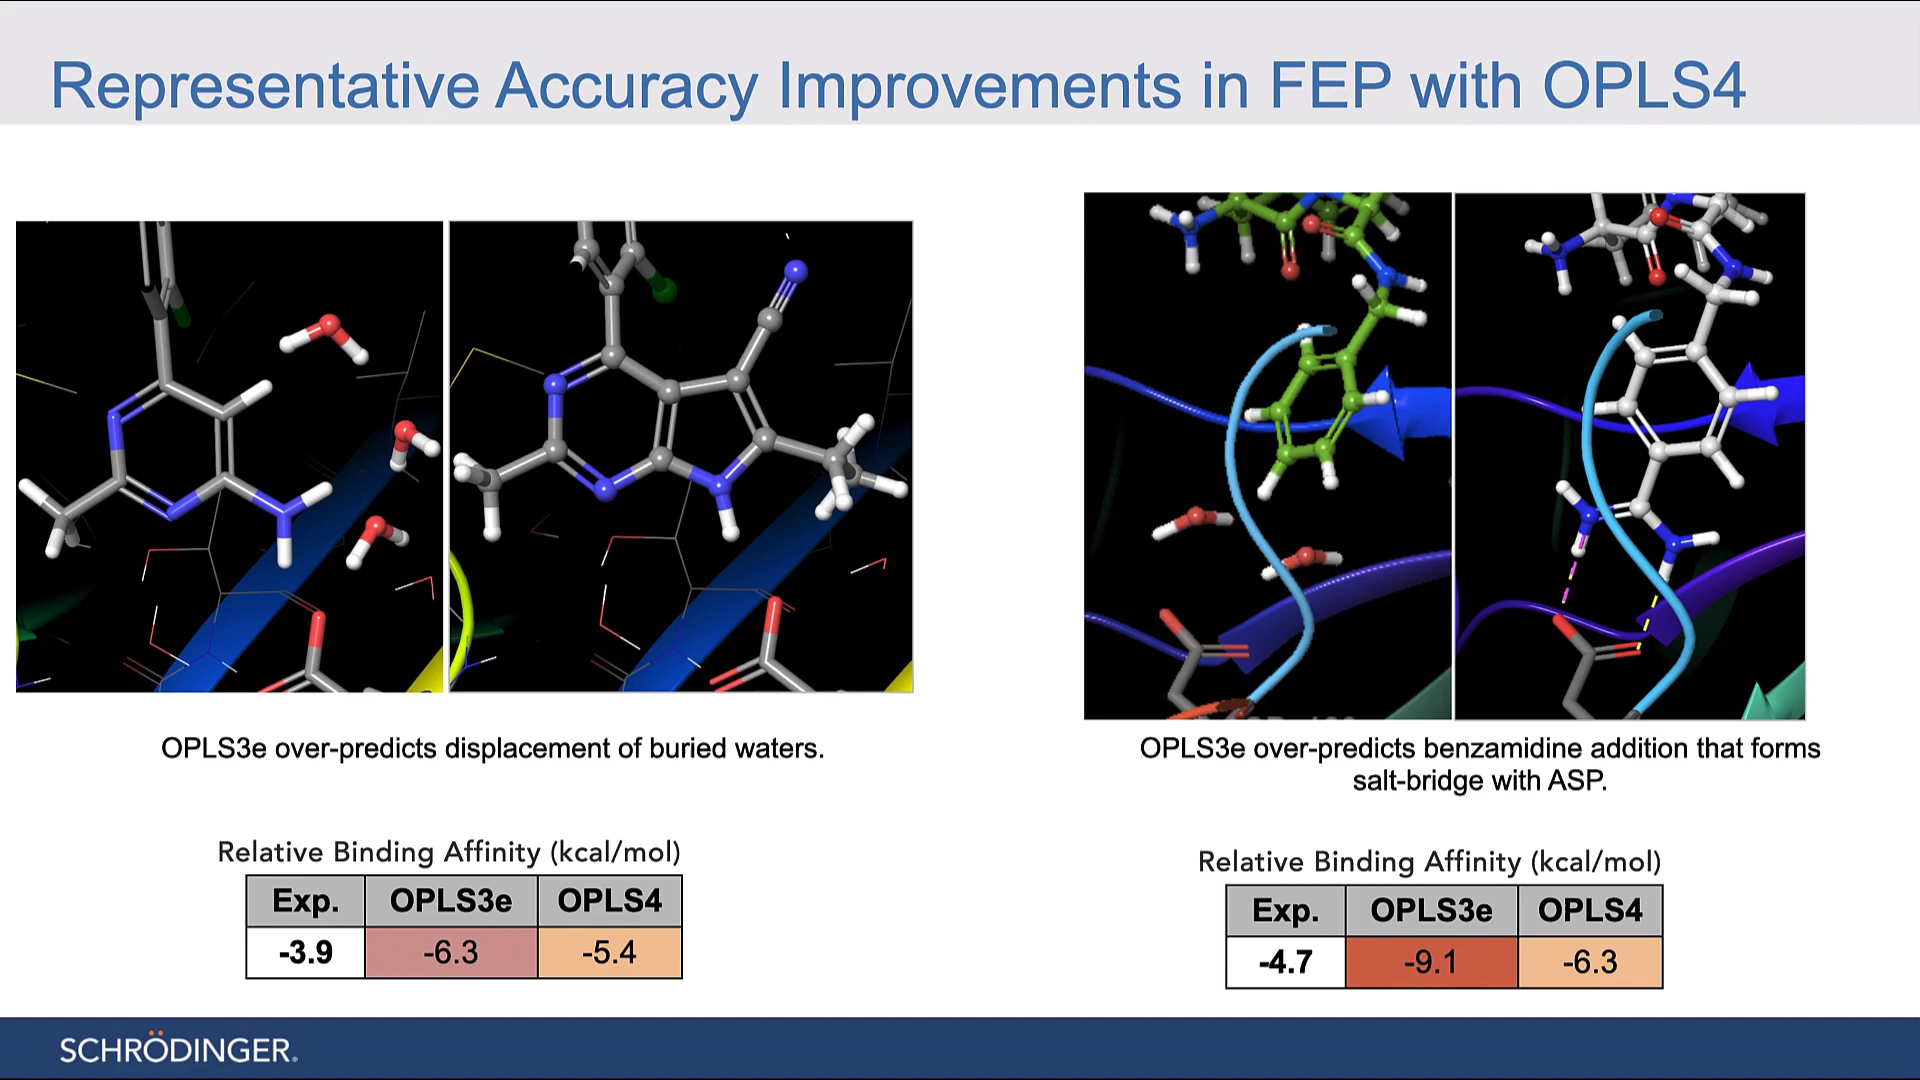 Representative Accuracy Improvements in FEP with OPLS4
OPLS3e over-predicts displacement of buried waters.
Relative Binding Affinity (kcal/mol)
Exp. OPLS3e OPLS4
-3.9 -6.3 -5.4
OPLS3e over-predicts benzamidine addition that forms
salt-bridge with ASP.
Relative Binding Affinity (kcal/mol)
Exp. OPLS3e OPLS4
-4.7 -9.1 -6.3
SCHRÖDINGER.